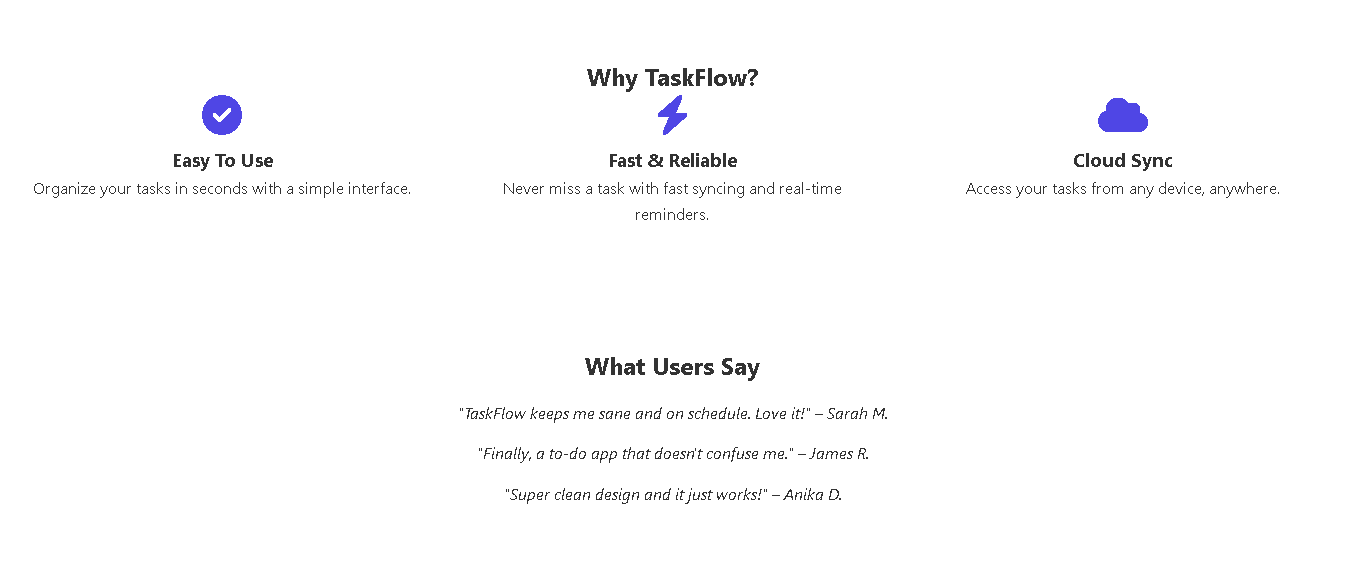 Why TaskFlow?
Easy To Use
Organize your tasks in seconds with a simple interface.
Fast & Reliable
Never miss a task with fast syncing and real-time
reminders.
Cloud Sync
Access your tasks from any device, anywhere.
What Users Say
"TaskFlow keeps me sane and on schedule. Love it!" – Sarah M.
"Finally, a to-do app that doesn't confuse me." – James R.
"Super clean design and it just works!" – Anika D.